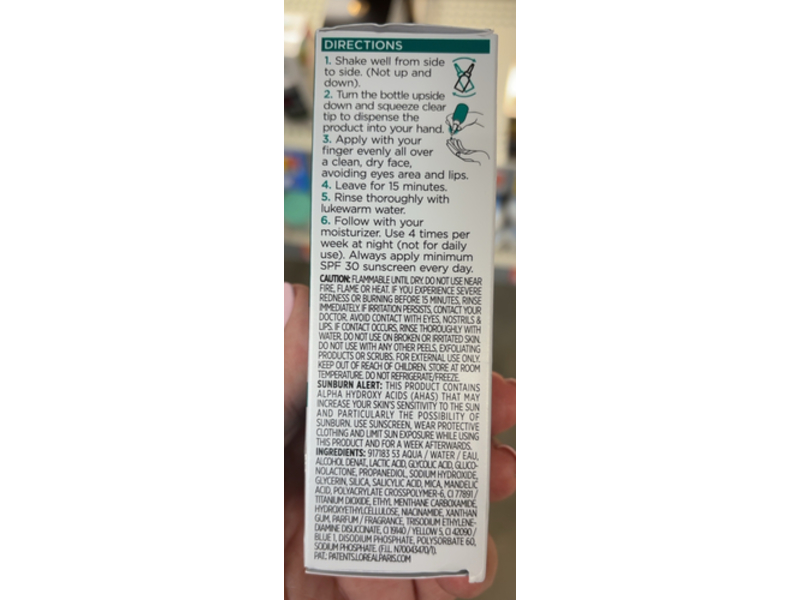 DIRECTIONS
1. Shake well from side
to side. (Not up and
down).
2. Turn the bottle upside
down and squeeze clear
tip to dispense the
product into your hand.
3. Apply with your
finger evenly all over
a clean, dry face,
avoiding eyes area and lips.
4. Leave for 15 minutes.
5. Rinse thoroughly with
lukewarm water.
6. Follow with your
moisturizer. Use 4 times per
week at night (not for daily
use). Always apply minimum
SPF 30 sunscreen every day.
CAUTION: FLAMMABLE UNTIL DRY. DO NOT USE NEAR
FIRE, FLAME OR HEAT. IF YOU EXPERIENCE SEVERE
REDNESS OR BURNING BEFORE 15 MINUTES, RINSE
IMMEDIATELY. IF IRRITATION PERSISTS, CONTACT YOUR
DOCTOR. AVOID CONTACT WITH EYES, NOSTRILS &
LIPS. IF CONTACT OCCURS, RINSE THOROUGHLY WITH
WATER. DO NOT USE ON BROKEN OR IRRITATED SKIN.
DO NOT USE WITH ANY OTHER PEELS, EXFOLIATING
PRODUCTS OR SCRUBS. FOR EXTERNAL USE ONLY.
KEEP OUT OF REACH OF CHILDREN. STORE AT ROOM
TEMPERATURE. DO NOT REFRIGERATE/FREEZE.
SUNBURN ALERT: THIS PRODUCT CONTAINS
ALPHA HYDROXY ACIDS (AHAS) THAT MAY
INCREASE YOUR SKIN'S SENSITIVITY TO THE SUN
AND PARTICULARLY THE POSSIBILITY OF
SUNBURN. USE SUNSCREEN, WEAR PROTECTIVE
CLOTHING AND LIMIT SUN EXPOSURE WHILE USING
THIS PRODUCT AND FOR A WEEK AFTERWARDS.
INGREDIENTS: 917183 53 AQUA / WATER / EAU,
ALCOHOL DENAT., LACTIC ACID, GLYCOLIC ACID, GLUCO-
NOLACTONE, PROPANEDIOL, SODIUM HYDROXIDE,
GLYCERIN, SILICA, SALICYLIC ACID, MICA, MANDELIC
ACID, POLYACRYLATE CROSSPOLYMER-6, CI 77891 /
TITANIUM DIOXIDE, ETHYL MENTHANE CARBOXAMIDE,
HYDROXYETHYLCELLULOSE, NIACINAMIDE, XANTHAN
GUM, PARFUM / FRAGRANCE, TRISODIUM ETHYLENE-
DIAMINE DISUCCINATE, CI 19140 / YELLOW 5, CI 42090 /
BLUE 1, DISODIUM PHOSPHATE, POLYSORBATE 60,
SODIUM PHOSPHATE. (F.I.L. N70043470/1).
PAT.: PATENTS.LOREALPARIS.COM